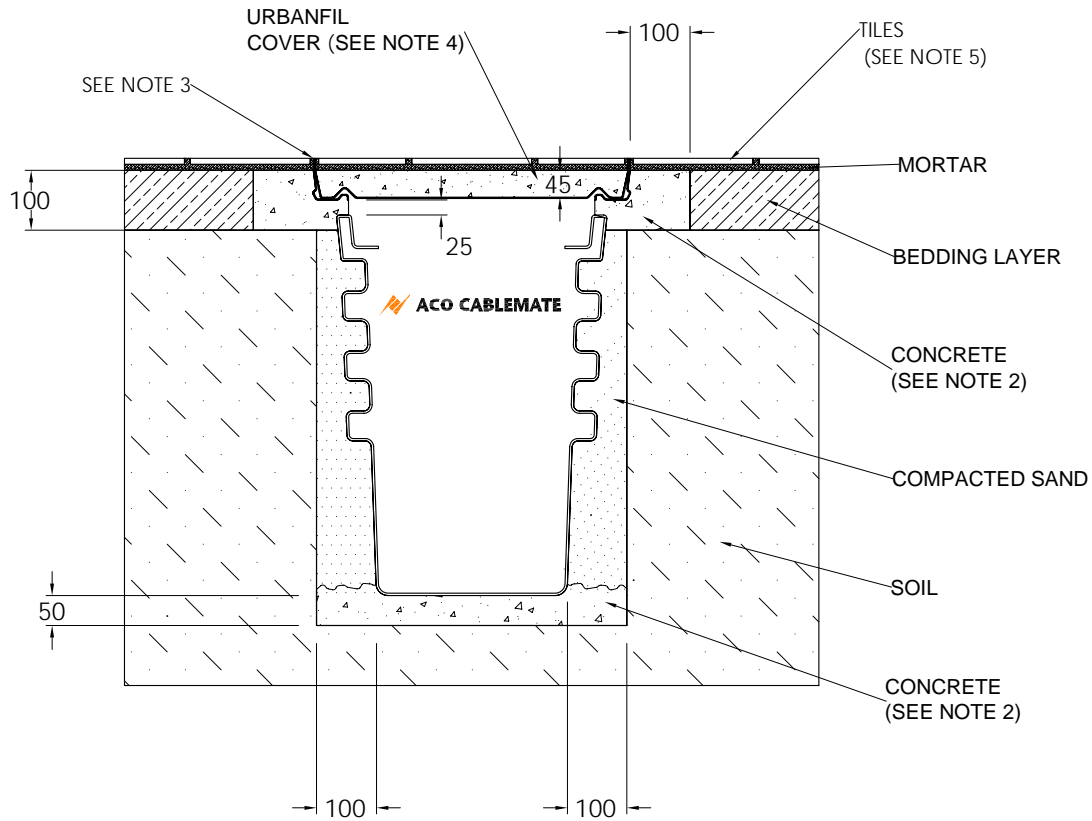 URBANFIL
COVER (SEE NOTE 4)
100
TILES
(SEE NOTE 5)
SEE NOTE 3
MORTAR
100
45
25
BEDDING LAYER
ACO CABLEMATE
CONCRETE
(SEE NOTE 2)
COMPACTED SAND
SOIL
50
CONCRETE
(SEE NOTE 2)
100
100